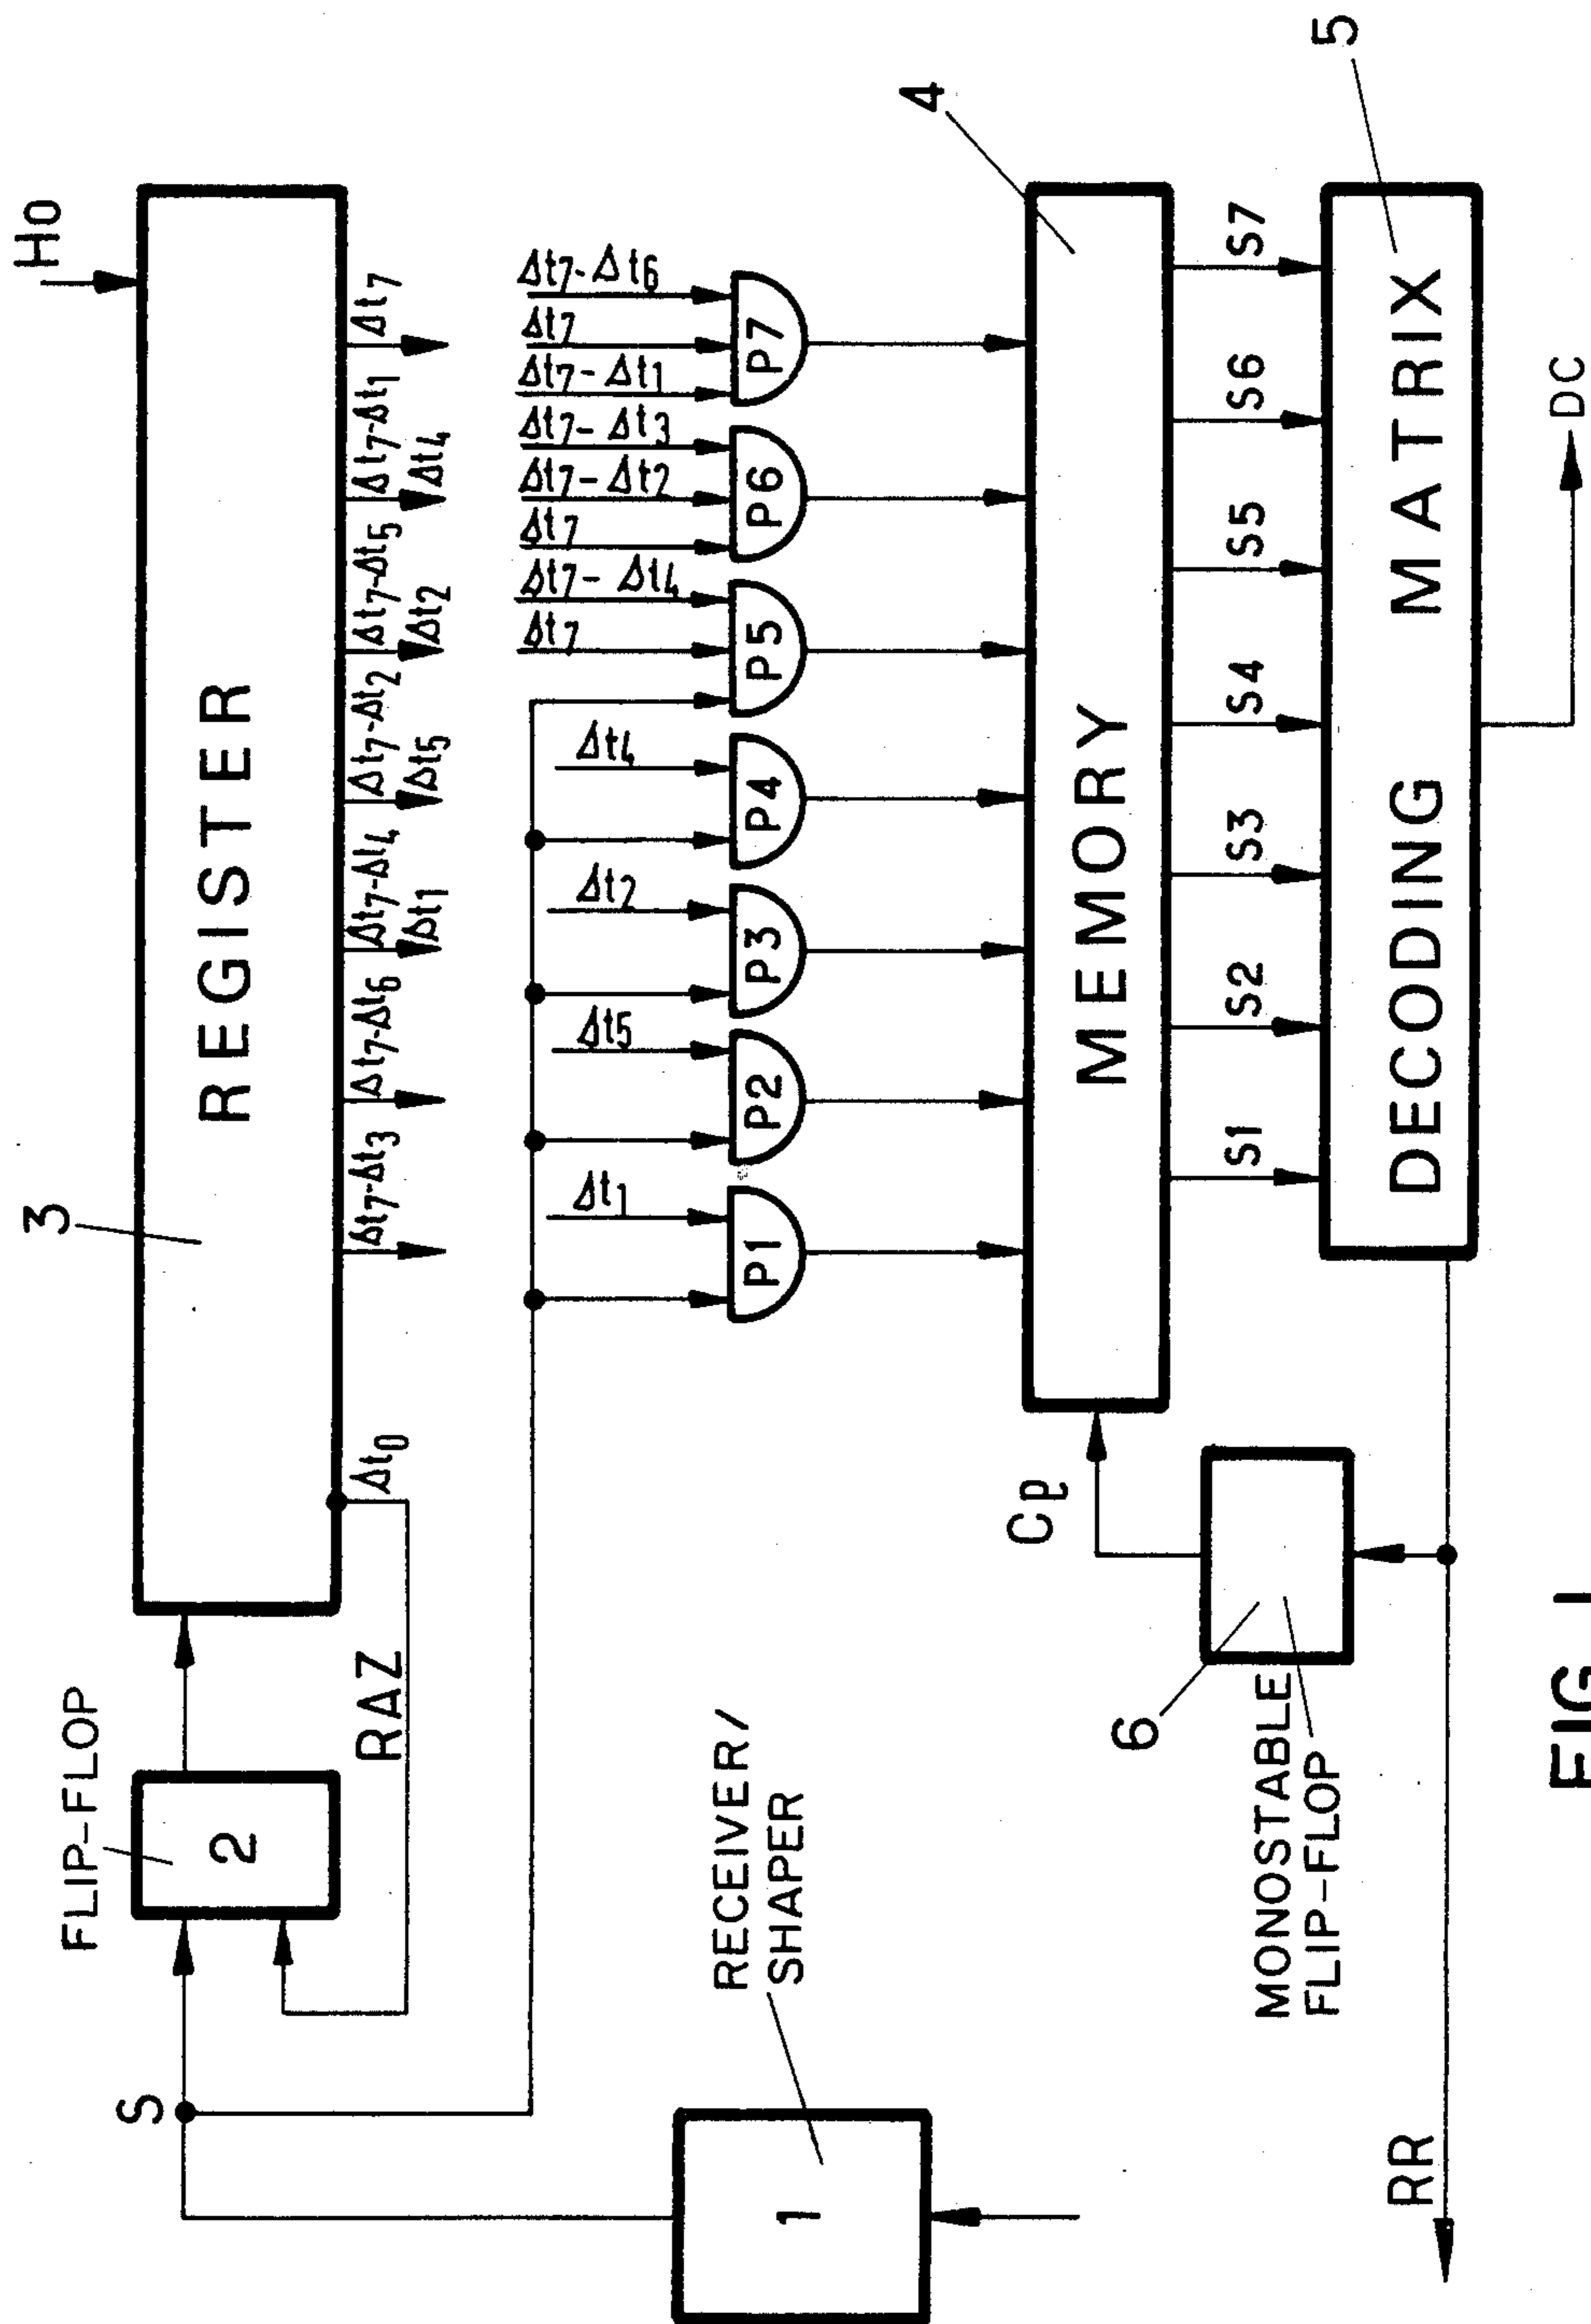 Ho
3
REGISTER
FLIP-FLOP
2
RAZ
Δt0
Δt7-Δt3
Δt7-Δt6
Δt7-Δt4
Δt1
Δt7-Δt2
Δt5
Δt7-Δt5
Δt2
Δt7-Δt1
Δt4
Δt7
S
Δt1
Δt5
Δt2
Δt4
Δt7
Δt7-Δt4
Δt7
Δt7-Δt2
Δt7-Δt3
Δt7-Δt1
Δt7
Δt7-Δt6
P1
P2
P3
P4
P5
P6
P7
RECEIVER/
SHAPER
1
4
MEMORY
Cp
6
MONOSTABLE
FLIP-FLOP
S1
S2
S3
S4
S5
S6
S7
5
DECODING MATRIX
RR
DC
FIG_1